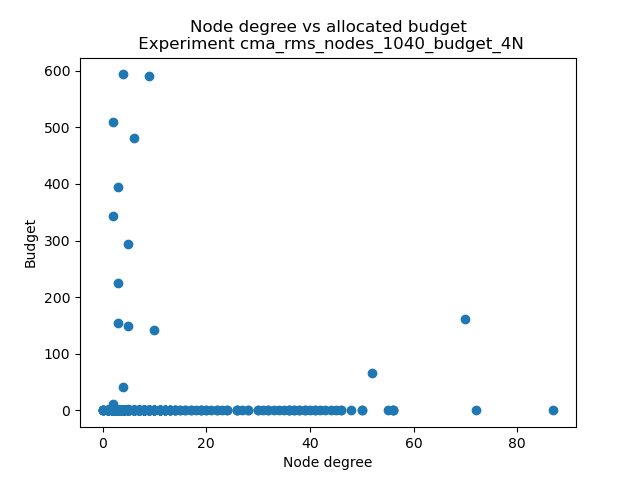 Node degree vs allocated budget
Experiment cma_rms_nodes_1040_budget_4N
600
500
400
300
200
100
0
Budget
0 20 40 60 80
Node degree